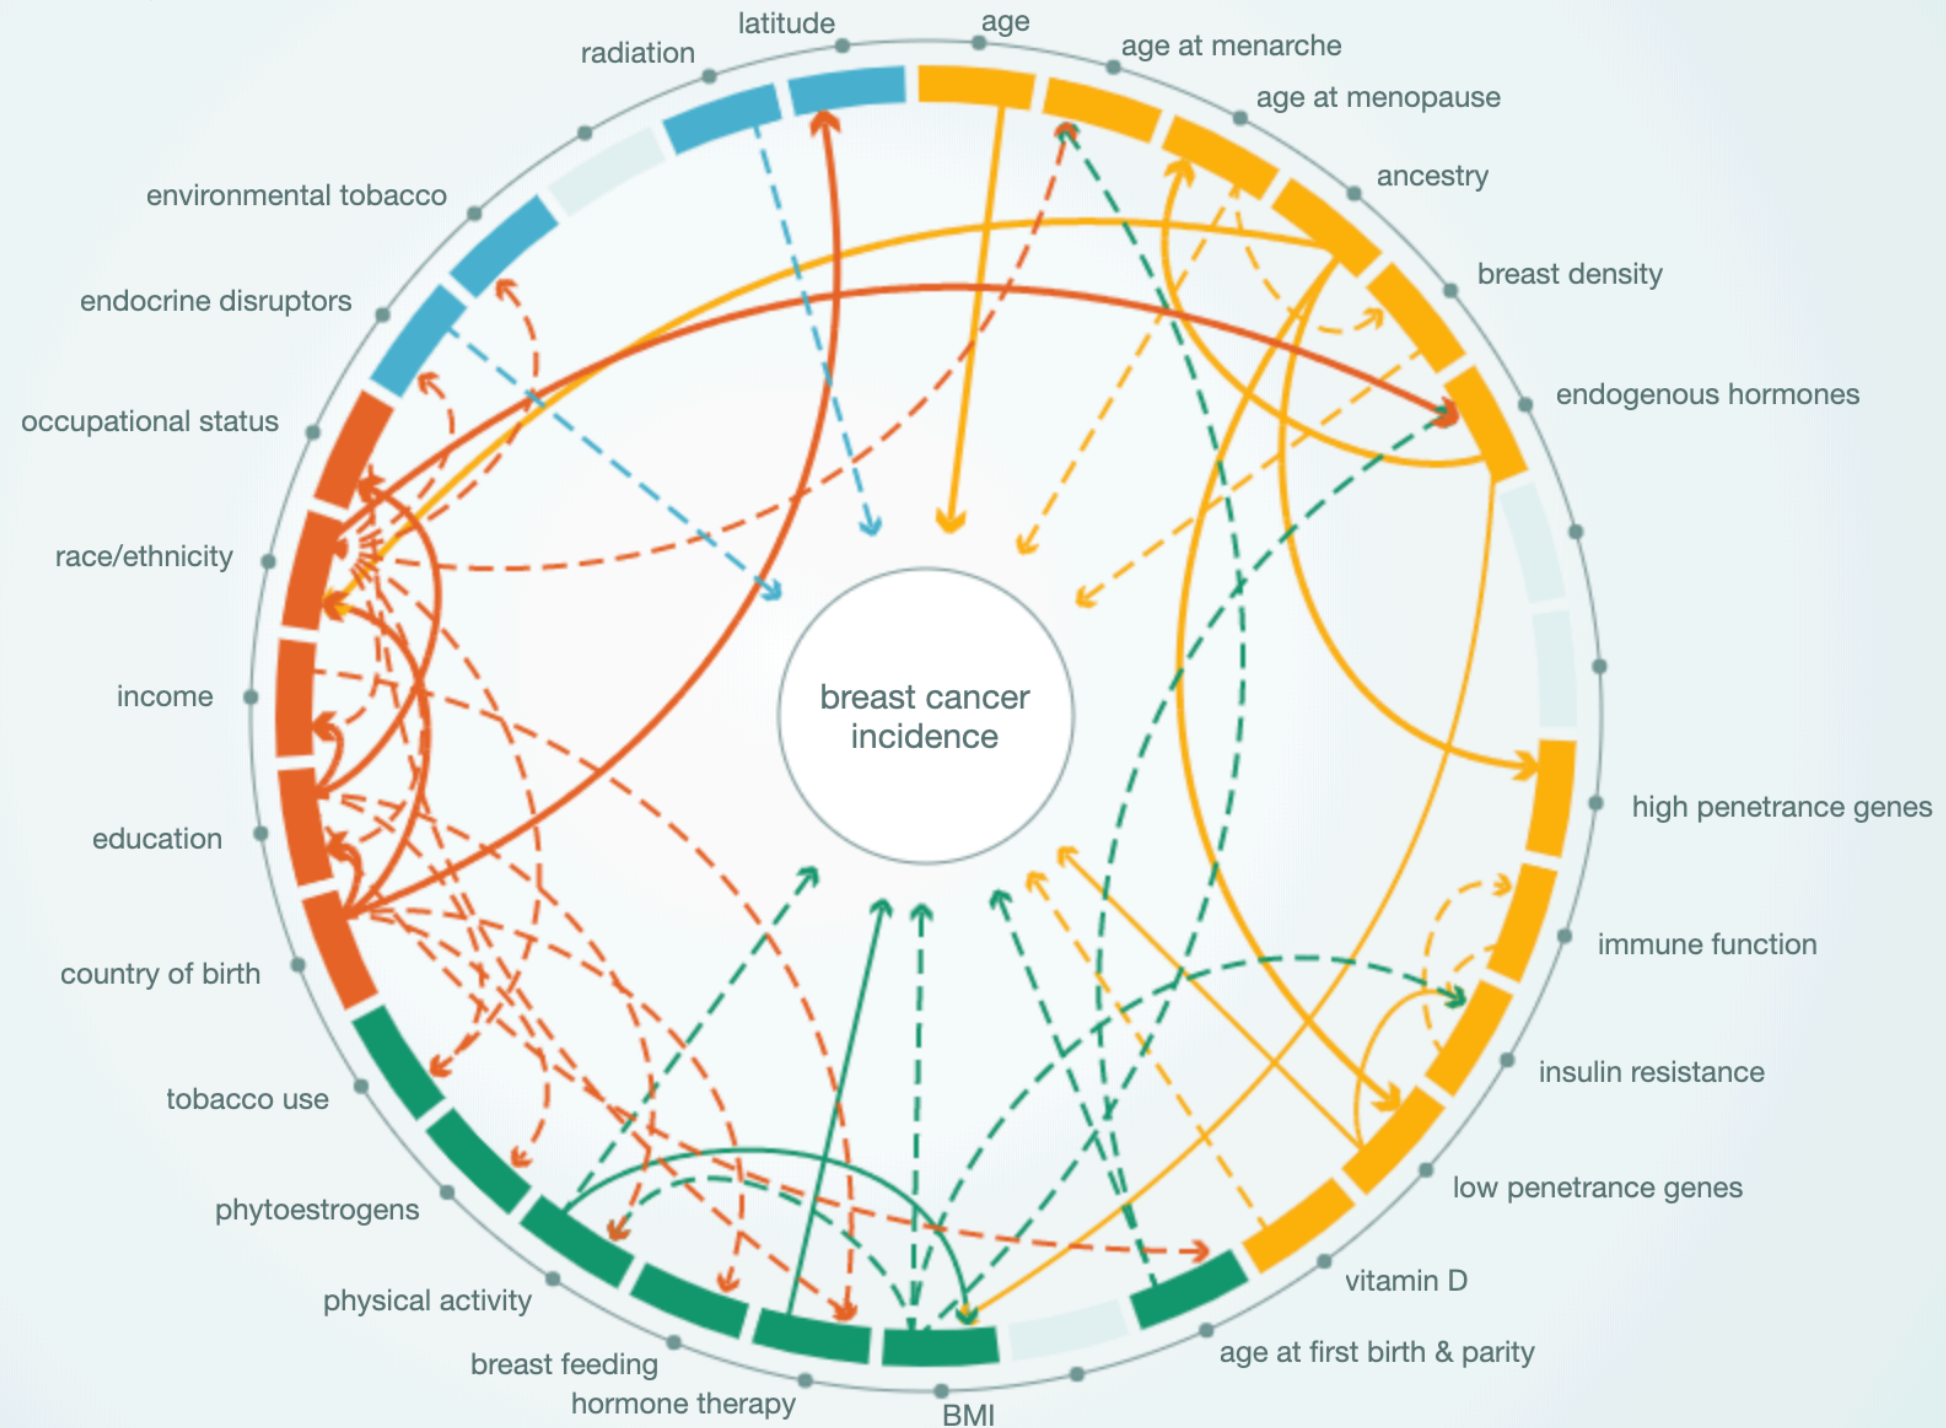 latitude
age
radiation
age at menarche
age at menopause
ancestry
environmental tobacco
breast density
endocrine disruptors
endogenous hormones
occupational status
race/ethnicity
income
breast cancer
incidence
high penetrance genes
education
immune function
country of birth
insulin resistance
tobacco use
low penetrance genes
phytoestrogens
vitamin D
physical activity
age at first birth & parity
breast feeding
hormone therapy
BMI